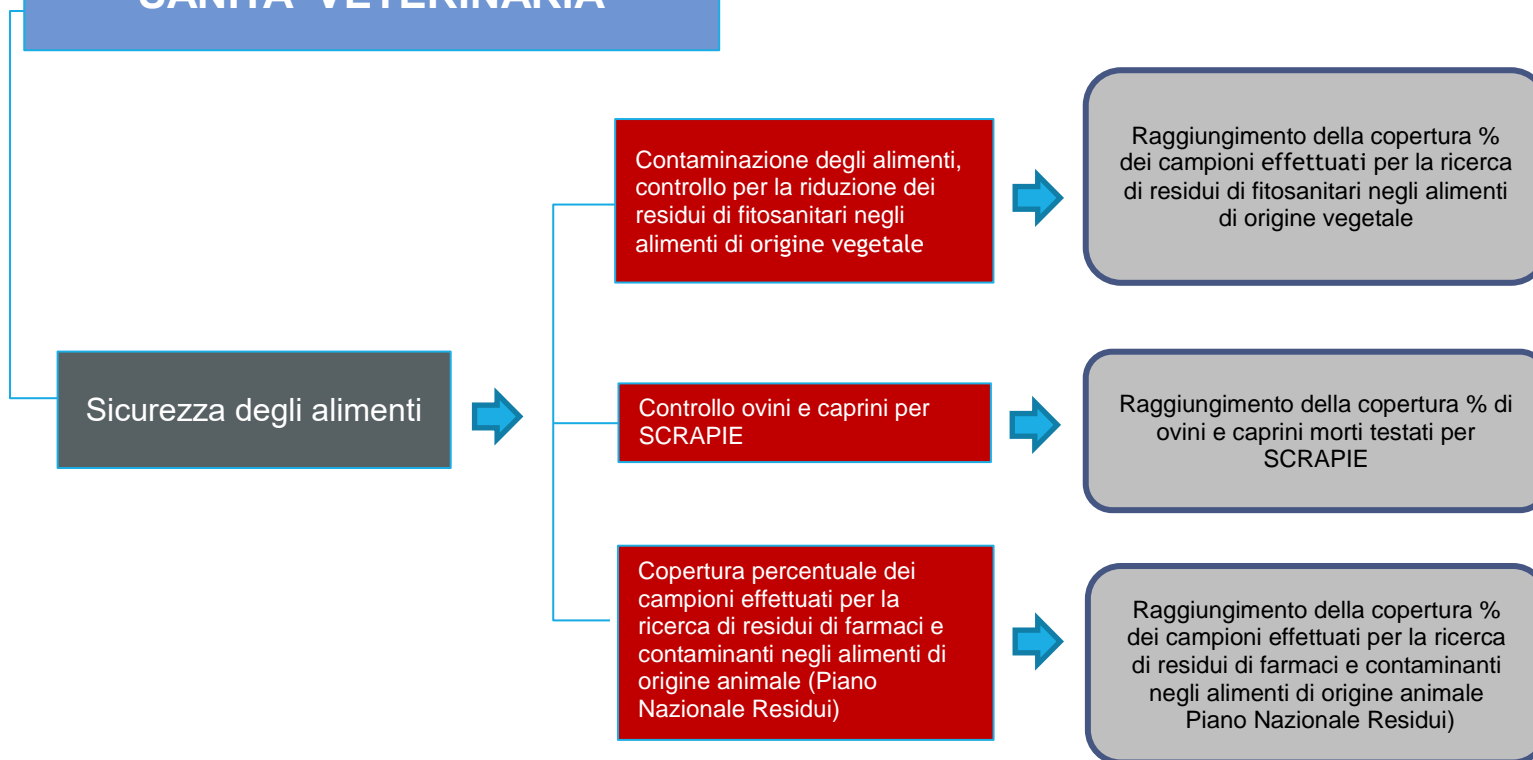 SANITA' VETERINARIA
Contaminazione degli alimenti,
controllo per la riduzione dei
residui di fitosanitari negli
alimenti di origine vegetale
Raggiungimento della copertura %
dei campioni effettuati per la ricerca
di residui di fitosanitari negli alimenti
di origine vegetale
Sicurezza degli alimenti
Controllo ovini e caprini per
SCRAPIE
Raggiungimento della copertura % di
ovini e caprini morti testati per
SCRAPIE
Copertura percentuale dei
campioni effettuati per la
ricerca di residui di farmaci e
contaminanti negli alimenti di
origine animale (Piano
Nazionale Residui)
Raggiungimento della copertura %
dei campioni effettuati per la ricerca
di residui di farmaci e contaminanti
negli alimenti di origine animale
Piano Nazionale Residui)